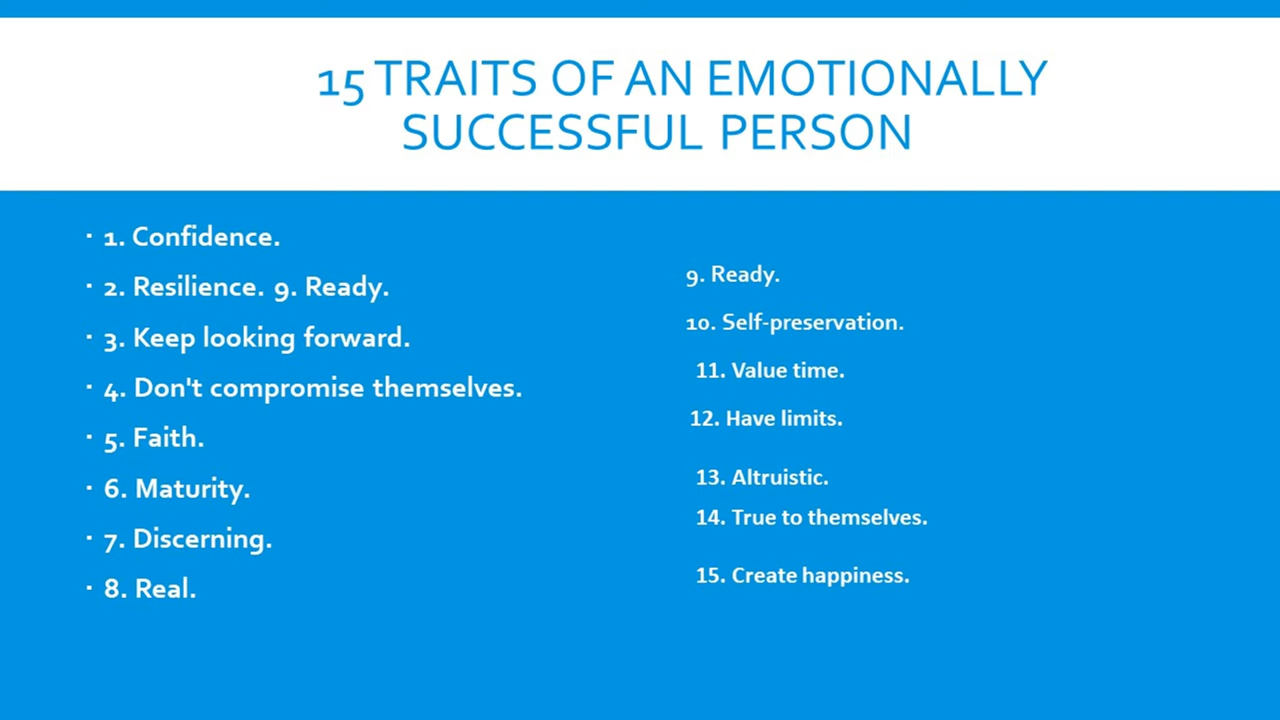 15 TRAITS OF AN EMOTIONALLY
SUCCESSFUL PERSON
1. Confidence.
2. Resilience. 9. Ready.
3. Keep looking forward.
4. Don't compromise themselves.
5. Faith.
6. Maturity.
7. Discerning.
8. Real.
9. Ready.
10. Self-preservation.
11. Value time.
12. Have limits.
13. Altruistic.
14. True to themselves.
15. Create happiness.